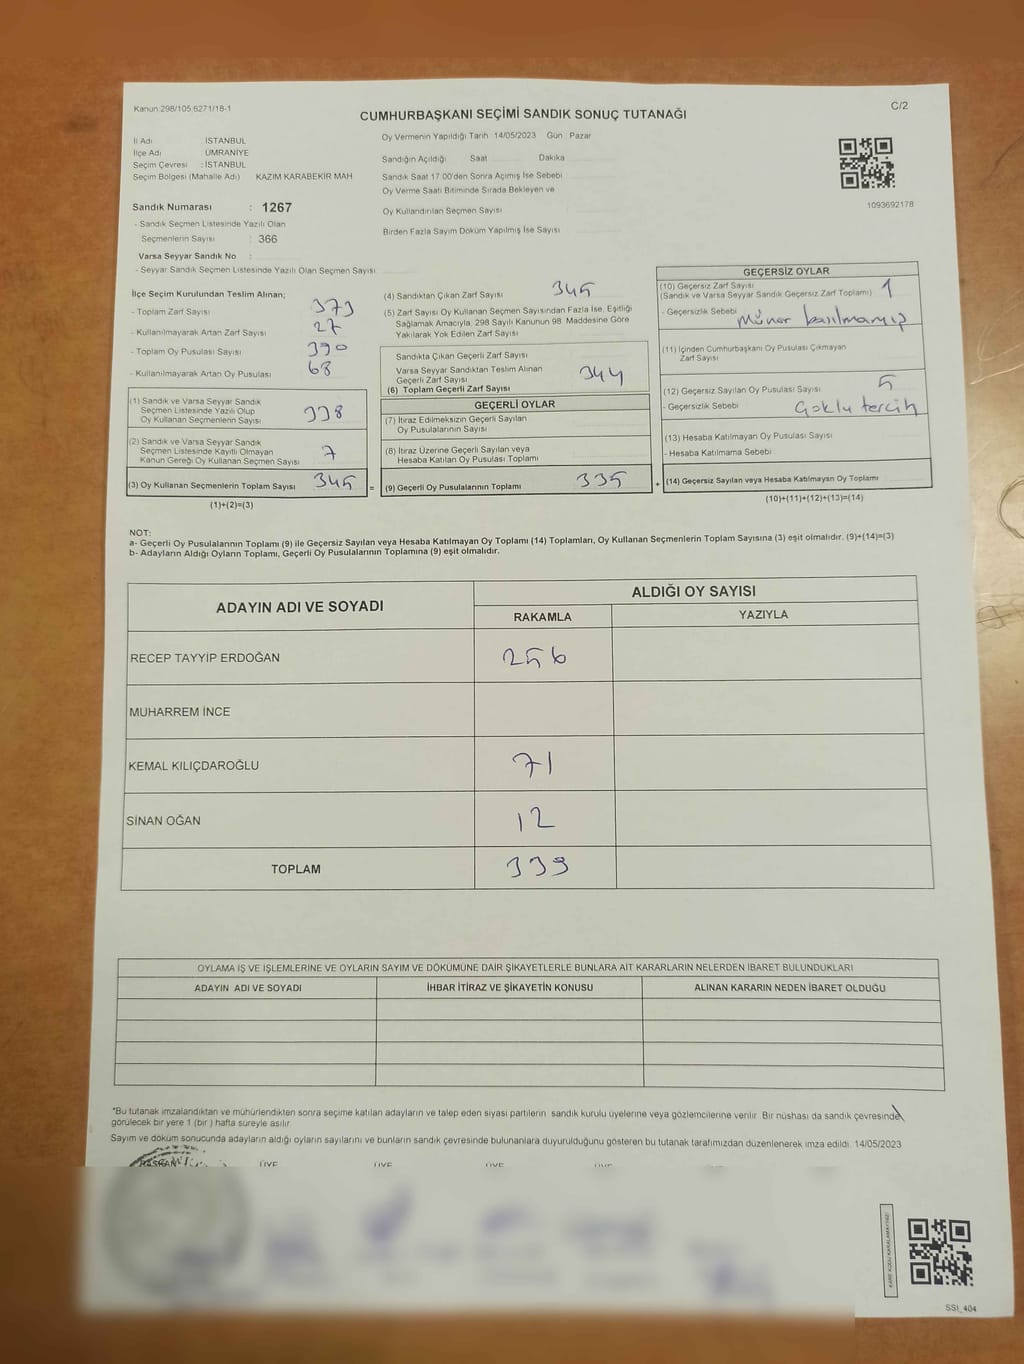 Kanun 298/105.6271/18-1
C/2
CUMHURBAŞKANI SEÇİMİ SANDIK SONUÇ TUTANAĞI
İl Adı İSTANBUL
İlçe Adı ÜMRANİYE
Seçim Çevresi : İSTANBUL
Seçim Bölgesi (Mahalle Adı) KAZIM KARABEKİR MAH
Sandık Numarası : 1267
- Sandık Seçmen Listesinde Yazılı Olan
Seçmenlerin Sayısı : 366
Varsa Seyyar Sandık No :
- Seyyar Sandık Seçmen Listesinde Yazılı Olan Seçmen Sayısı
Oy Vermenin Yapıldığı Tarih 14/05/2023 Gün Pazar
Sandığın Açıldığı Saat Dakika
Sandık Saat 17:00'den Sonra Açımış İse Sebebi
Oy Verme Saati Bitiminde Sırada Bekleyen ve
Oy Kullandırılan Seçmen Sayısı
Birden Fazla Sayım Döküm Yapılmış İse Sayısı
1093692178
İlçe Seçim Kurulundan Teslim Alınan;
- Toplam Zarf Sayısı 373
- Kullanılmayarak Artan Zarf Sayısı 27
- Toplam Oy Pusulası Sayısı 390
- Kullanılmayarak Artan Oy Pusulası 68
(1) Sandık ve Varsa Seyyar Sandık
Seçmen Listesinde Yazılı Olup
Oy Kullanan Seçmenlerin Sayısı 338
(2) Sandık ve Varsa Seyyar Sandık
Seçmen Listesinde Kayıtlı Olmayan
Kanun Gereği Oy Kullanan Seçmen Sayısı 7
(3) Oy Kullanan Seçmenlerin Toplam Sayısı 345 =
(1)+(2)=(3)
(4) Sandıktan Çıkan Zarf Sayısı 345
(5) Zarf Sayısı Oy Kullanan Seçmen Sayısından Fazla İse, Eşitliği
Sağlamak Amacıyla, 298 Sayılı Kanunun 98. Maddesine Göre
Yakılarak Yok Edilen Zarf Sayısı
Sandıkta Çıkan Geçerli Zarf Sayısı
Varsa Seyyar Sandıktan Teslim Alınan
Geçerli Zarf Sayısı 344
(6) Toplam Geçerli Zarf Sayısı
GEÇERLİ OYLAR
(7) İtiraz Edilmeksizin Geçerli Sayılan
Oy Pusulalarının Sayısı
(8) İtiraz Üzerine Geçerli Sayılan veya
Hesaba Katılan Oy Pusulası Toplamı
(9) Geçerli Oy Pusulalarının Toplamı 335 +
GEÇERSİZ OYLAR
(10) Geçersiz Zarf Sayısı 1
(Sandık ve Varsa Seyyar Sandık Geçersiz Zarf Toplamı)
- Geçersizlik Sebebi basılmayıp
(11) İçinden Cumhurbaşkanı Oy Pusulası Çıkmayan
Zarf Sayısı
(12) Geçersiz Sayılan Oy Pusulası Sayısı 5
- Geçersizlik Sebebi Çoklu tercih
(13) Hesaba Katılmayan Oy Pusulası Sayısı
- Hesaba Katılmama Sebebi
(14) Geçersiz Sayılan veya Hesaba Katılmayan Oy Toplamı
(10)+(11)+(12)+(13)=(14)
NOT:
a- Geçerli Oy Pusulalarının Toplamı (9) ile Geçersiz Sayılan veya Hesaba Katılmayan Oy Toplamı (14) Toplamları, Oy Kullanan Seçmenlerin Toplam Sayısına (3) eşit olmalıdır. (9)+(14)=(3)
b- Adayların Aldığı Oyların Toplamı, Geçerli Oy Pusulalarının Toplamına (9) eşit olmalıdır.
ADAYIN ADI VE SOYADI ALDIĞI OY SAYISI
RAKAMLA YAZIYLA
RECEP TAYYİP ERDOĞAN 256
MUHARREM İNCE
KEMAL KILIÇDAROĞLU 71
SİNAN OĞAN 12
TOPLAM 339
OYLAMA İŞ VE İŞLEMLERİNE VE OYLARIN SAYIM VE DÖKÜMÜNE DAİR ŞİKAYETLERLE BUNLARA AİT KARARLARIN NELERDEN İBARET BULUNDUKLARI
ADAYIN ADI VE SOYADI İHBAR İTİRAZ VE ŞİKAYETİN KONUSU ALINAN KARARIN NEDEN İBARET OLDUĞU
*Bu tutanak imzalandıktan ve mühürlendikten sonra seçime katılan adayların ve talep eden siyasi partilerin sandık kurulu üyelerine veya gözlemcilerine verilir. Bir nüshası da sandık çevresinde
görülecek bir yere 1 (bir ) hafta süreyle asılır.
Sayım ve döküm sonucunda adayların aldığı oyların sayılarını ve bunların sandık çevresinde bulunanlara duyurulduğunu gösteren bu tutanak tarafımızdan düzenlenerek imza edildi. 14/05/2023
BAŞKAN ÜYE ÜYE ÜYE ÜYE
SSI_404